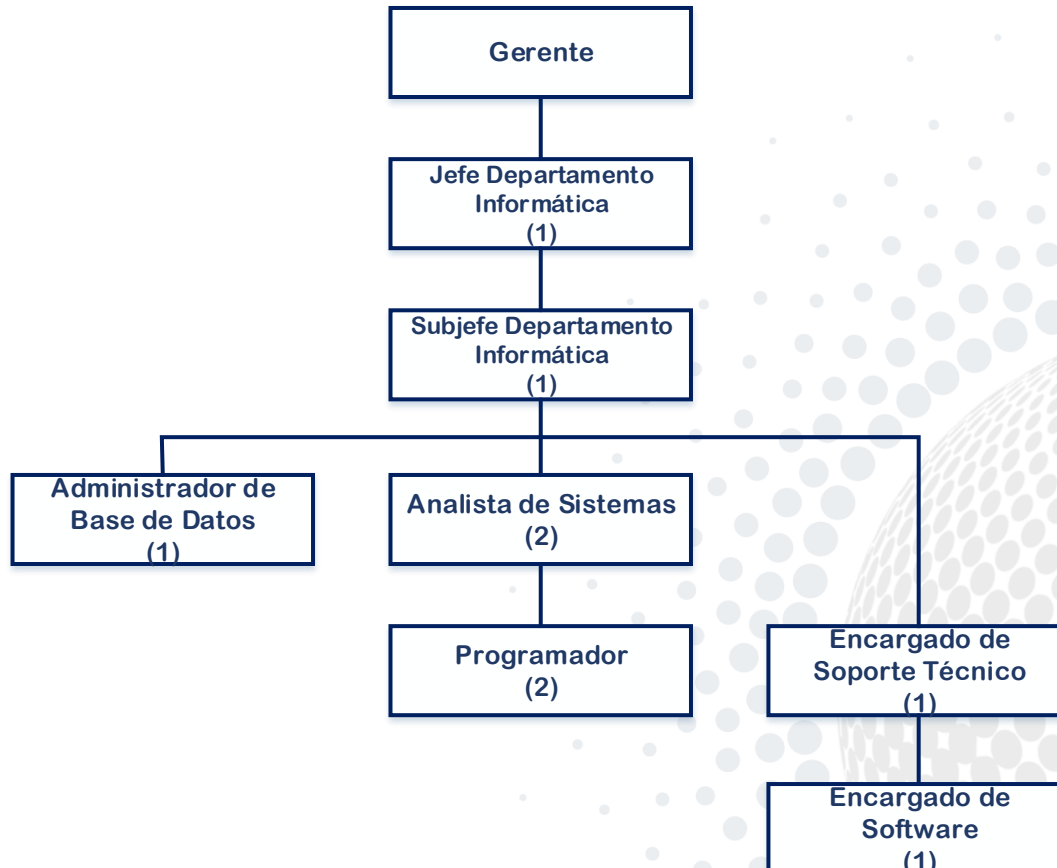 Gerente
Jefe Departamento
Informática
(1)
Subjefe Departamento
Informática
(1)
Administrador de
Base de Datos
(1)
Analista de Sistemas
(2)
Programador
(2)
Encargado de
Soporte Técnico
(1)
Encargado de
Software
(1)